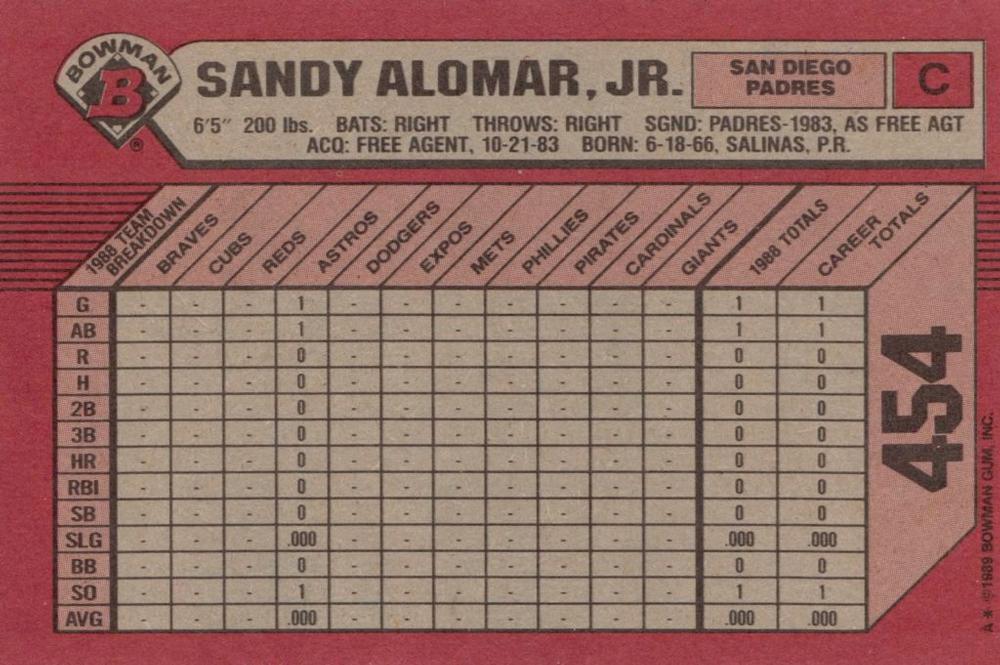 BOWMAN
B
®
SANDY ALOMAR, JR.
SAN DIEGO
PADRES
C
6'5" 200 lbs. BATS: RIGHT THROWS: RIGHT SGND: PADRES-1983, AS FREE AGT
ACQ: FREE AGENT, 10-21-83 BORN: 6-18-66, SALINAS, P.R.
1988 TEAM
BREAKDOWN
BRAVES
CUBS
REDS
ASTROS
DODGERS
EXPOS
METS
PHILLIES
PIRATES
CARDINALS
GIANTS
1988 TOTALS
CAREER
TOTALS
G - - - 1 - - - - - - - 1 1
AB - - - 1 - - - - - - - 1 1
R - - - 0 - - - - - - - 0 0
H - - - 0 - - - - - - - 0 0
2B - - - 0 - - - - - - - 0 0
3B - - - 0 - - - - - - - 0 0
HR - - - 0 - - - - - - - 0 0
RBI - - - 0 - - - - - - - 0 0
SB - - - 0 - - - - - - - 0 0
SLG - - - .000 - - - - - - - .000 .000
BB - - - 0 - - - - - - - 0 0
SO - - - 1 - - - - - - - 1 1
AVG - - - .000 - - - - - - - .000 .000
454
A * ©1989 BOWMAN GUM, INC.